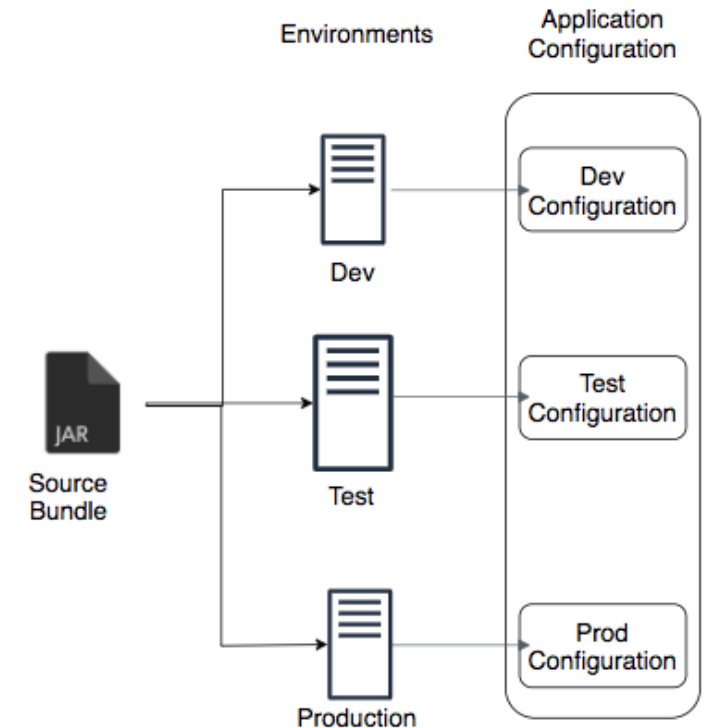 Environments
Application
Configuration
Dev
Configuration
Dev
JAR
Source
Bundle
Test
Configuration
Test
Prod
Configuration
Production